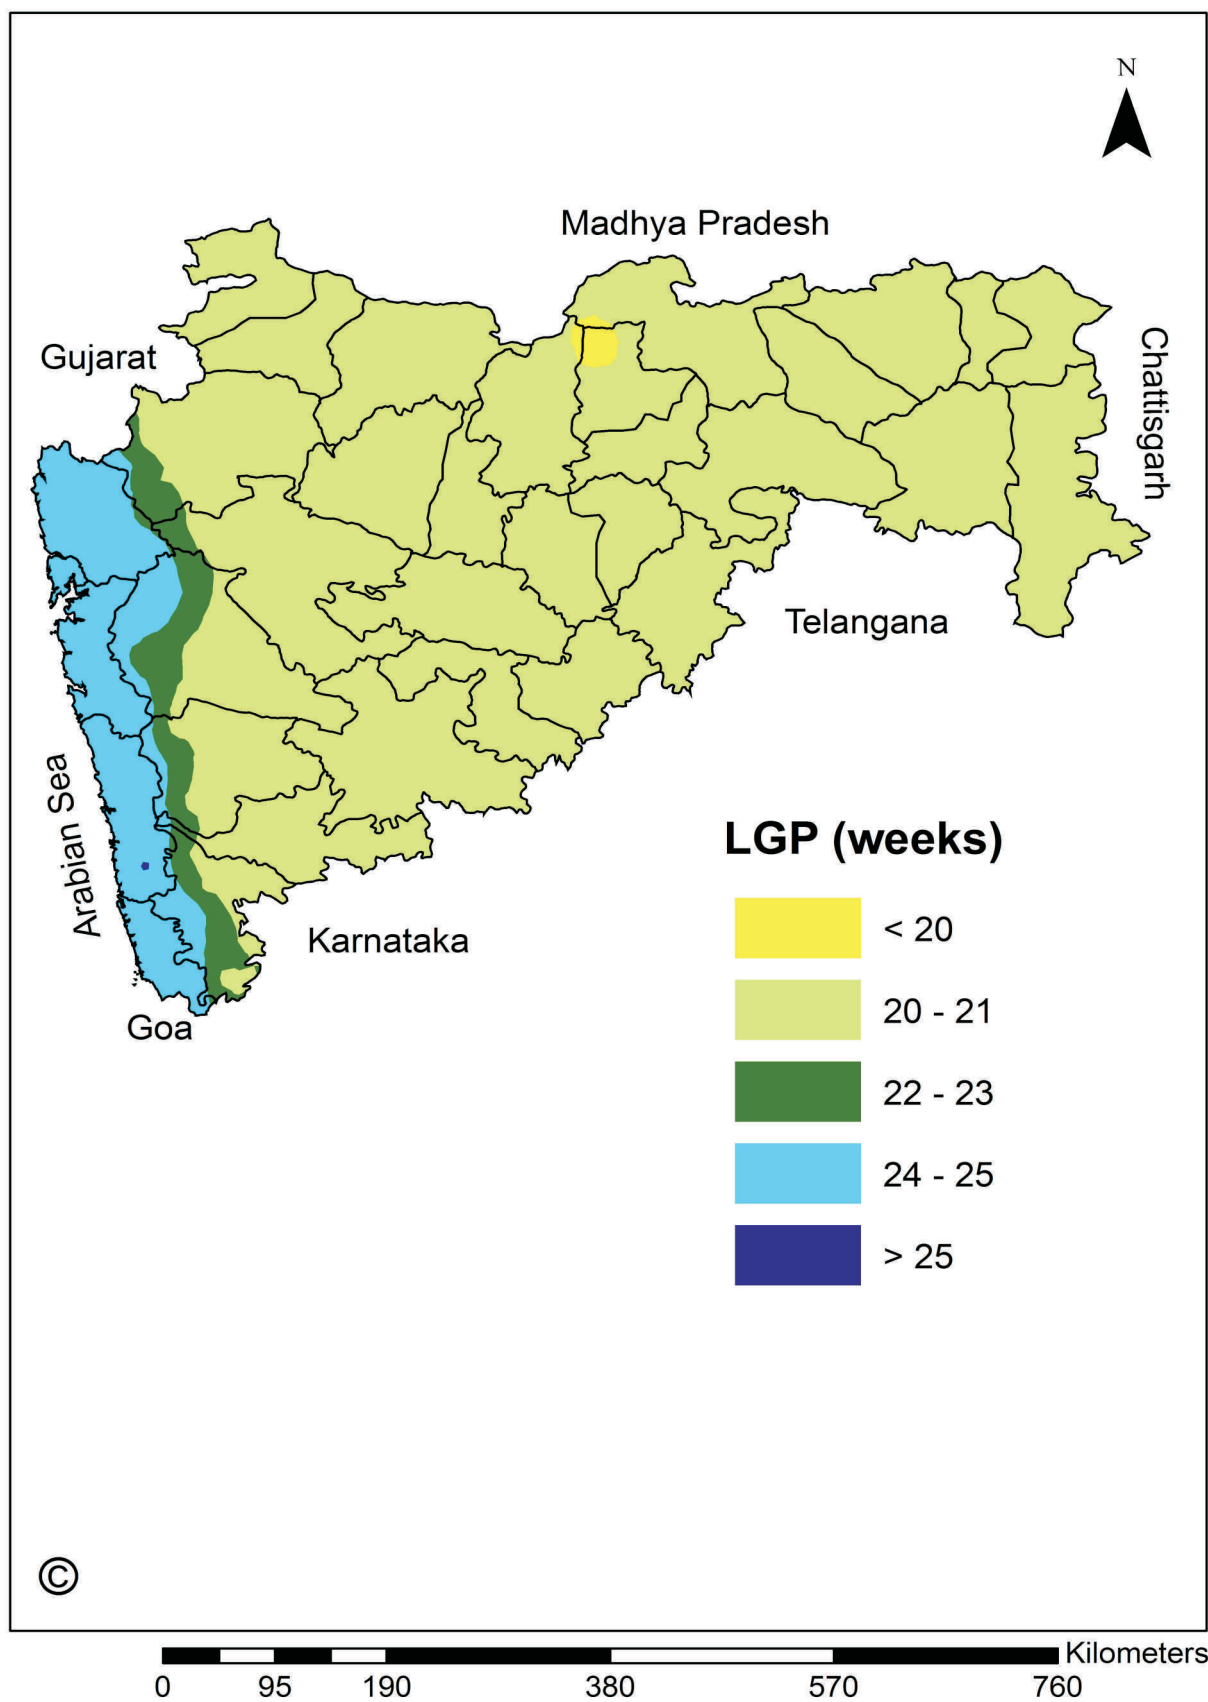 N
Madhya Pradesh
Gujarat
Chattisgarh
Telangana
Arabian Sea
Karnataka
Goa
LGP (weeks)
< 20
20 - 21
22 - 23
24 - 25
> 25
©
Kilometers
0 95 190 380 570 760